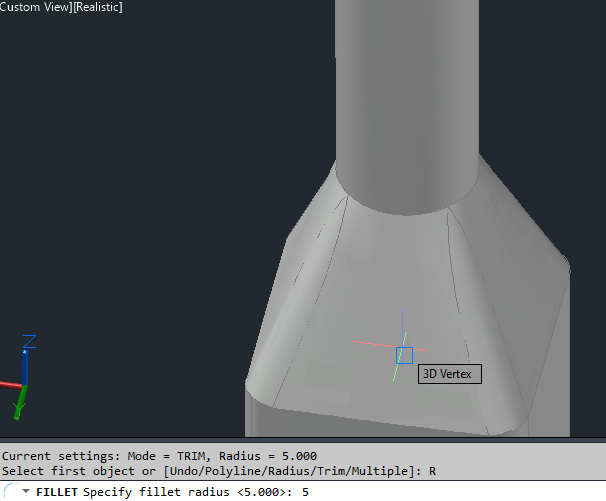 Custom View][Realistic]
Z
3D Vertex
Y
Current settings: Mode = TRIM, Radius = 5.000
Select first object or [Undo/Polyline/Radius/Trim/Multiple]: R
FILLET Specify fillet radius <5.000>: 5